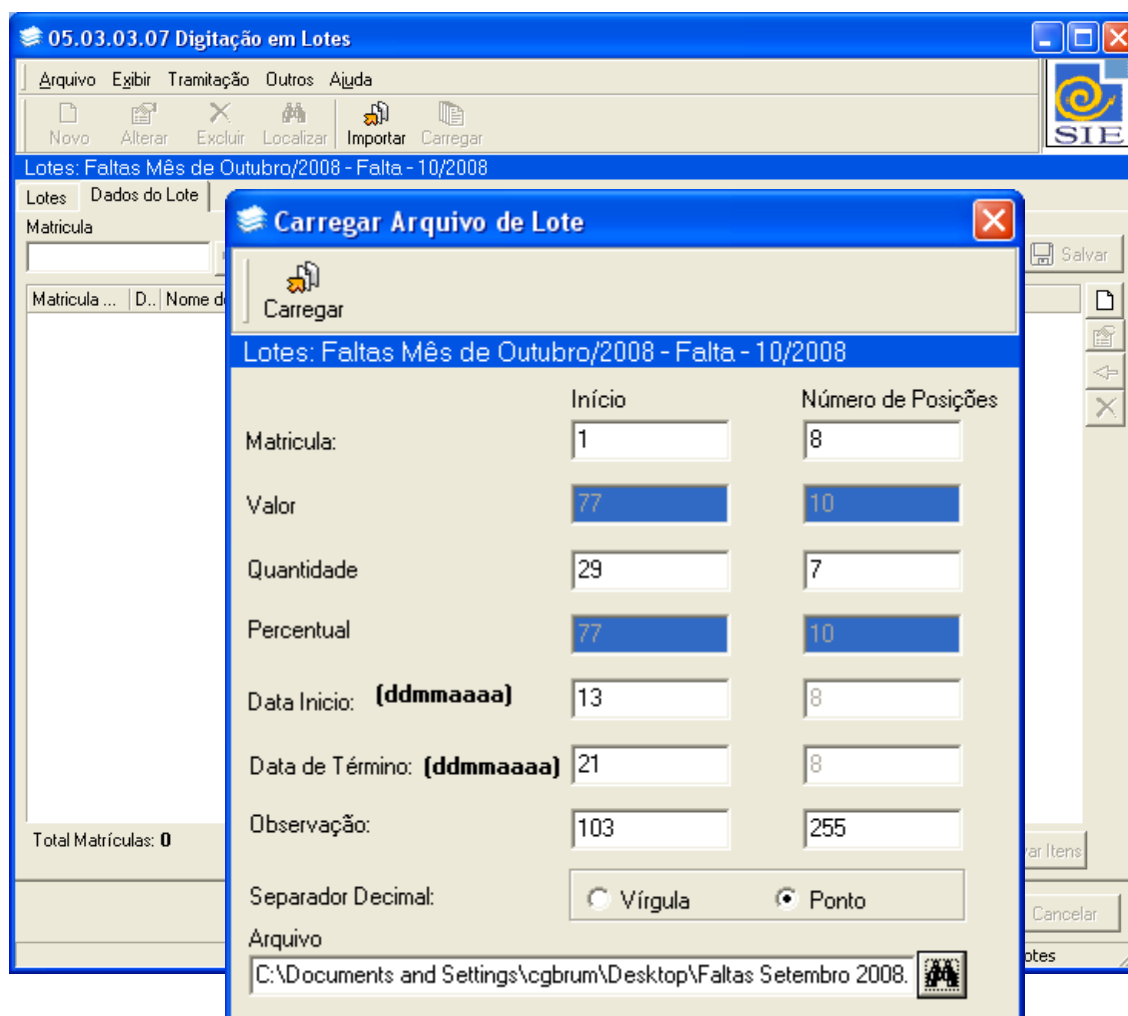 05.03.03.07 Digitação em Lotes
Arquivo Exibir Tramitação Outros Ajuda
Novo Alterar Excluir Localizar Importar Carregar
SIE
Lotes: Faltas Mês de Outubro/2008 - Falta - 10/2008
Lotes Dados do Lote
Matricula
Salvar
Matricula ... D.. Nome d
Total Matrículas: 0
var Itens
Cancelar
otes
Carregar Arquivo de Lote
Carregar
Lotes: Faltas Mês de Outubro/2008 - Falta - 10/2008
Início Número de Posições
Matricula: 1 8
Valor 77 10
Quantidade 29 7
Percentual 77 10
Data Inicio: (ddmmaaaa) 13 8
Data de Término: (ddmmaaaa) 21 8
Observação: 103 255
Separador Decimal: Vírgula Ponto
Arquivo
C:\Documents and Settings\cgbrum\Desktop\Faltas Setembro 2008.